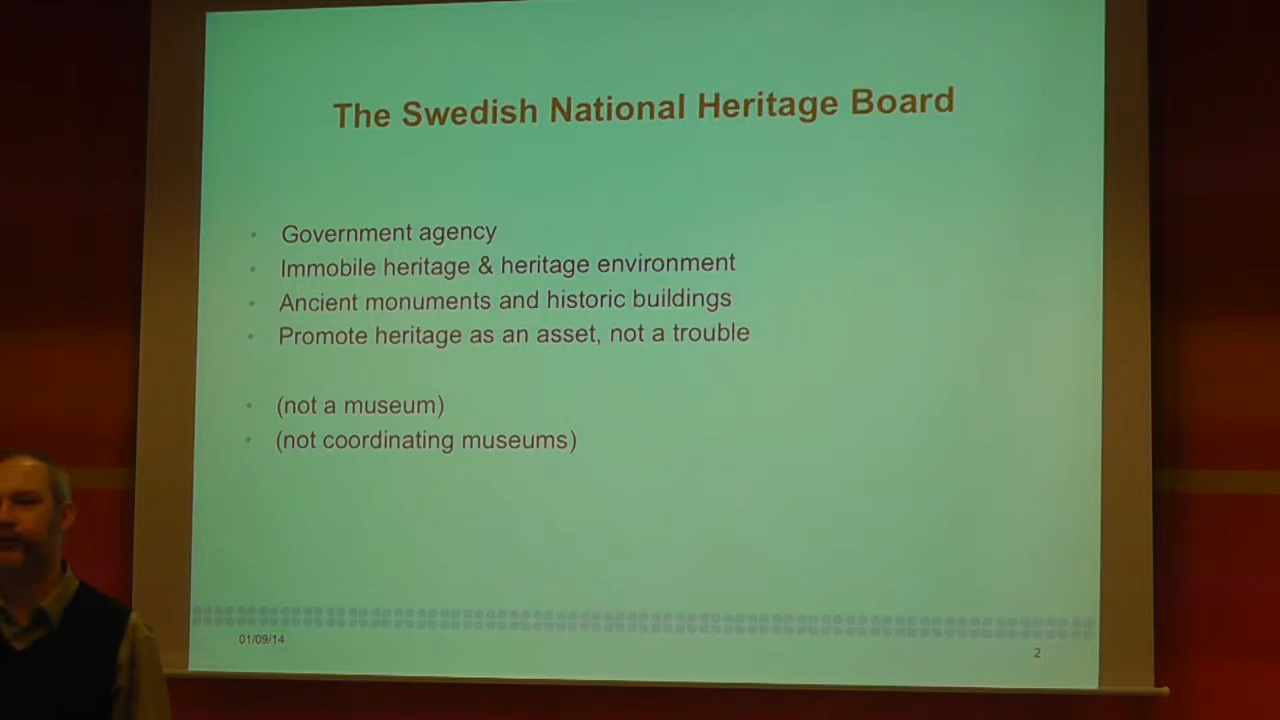 The Swedish National Heritage Board
• Government agency
• Immobile heritage & heritage environment
• Ancient monuments and historic buildings
• Promote heritage as an asset, not a trouble
• (not a museum)
• (not coordinating museums)
01/09/14
2